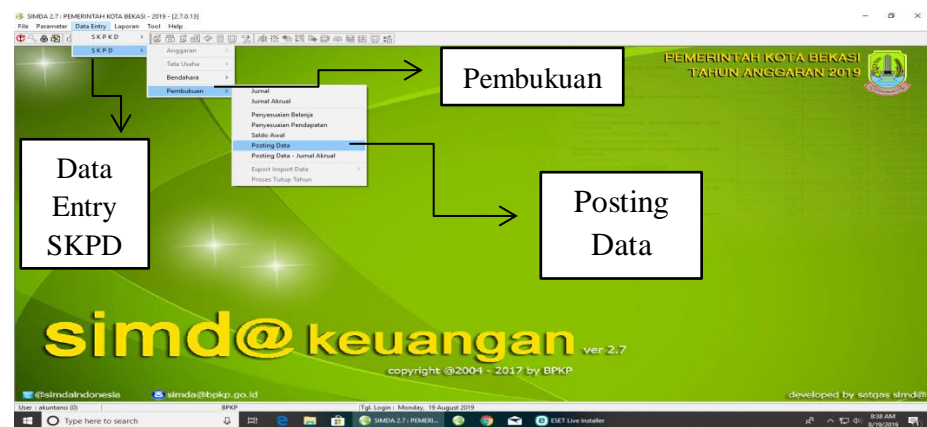 SIMDA 2.7 : PEMERINTAH KOTA BEKASI - 2019 - [2.7.0.13]
File Parameter Data Entry Laporan Tool Help
S K P K D
S K P D
Anggaran
Tata Usaha
Bendahara
Pembukuan
Jurnal
Jurnal Akrual
Penyesuaian Belanja
Penyesuaian Pendapatan
Saldo Awal
Posting Data
Posting Data - Jurnal Akrual
Export Import Data
Proses Tutup Tahun
PEMERINTAH KOTA BEKASI
TAHUN ANGGARAN 2019
Pembukuan
Data
Entry
SKPD
Posting
Data
simd@ keuangan ver 2.7
copyright @2004 - 2017 by BPKP
@simdaindonesia simda@bpkp.go.id developed by satgas simd@
User : akuntansi (0) BPKP Tgl. Login : Monday, 19 August 2019
Type here to search SIMDA 2.7 : PEMERI... ESET Live Installer 8:38 AM
8/19/2019